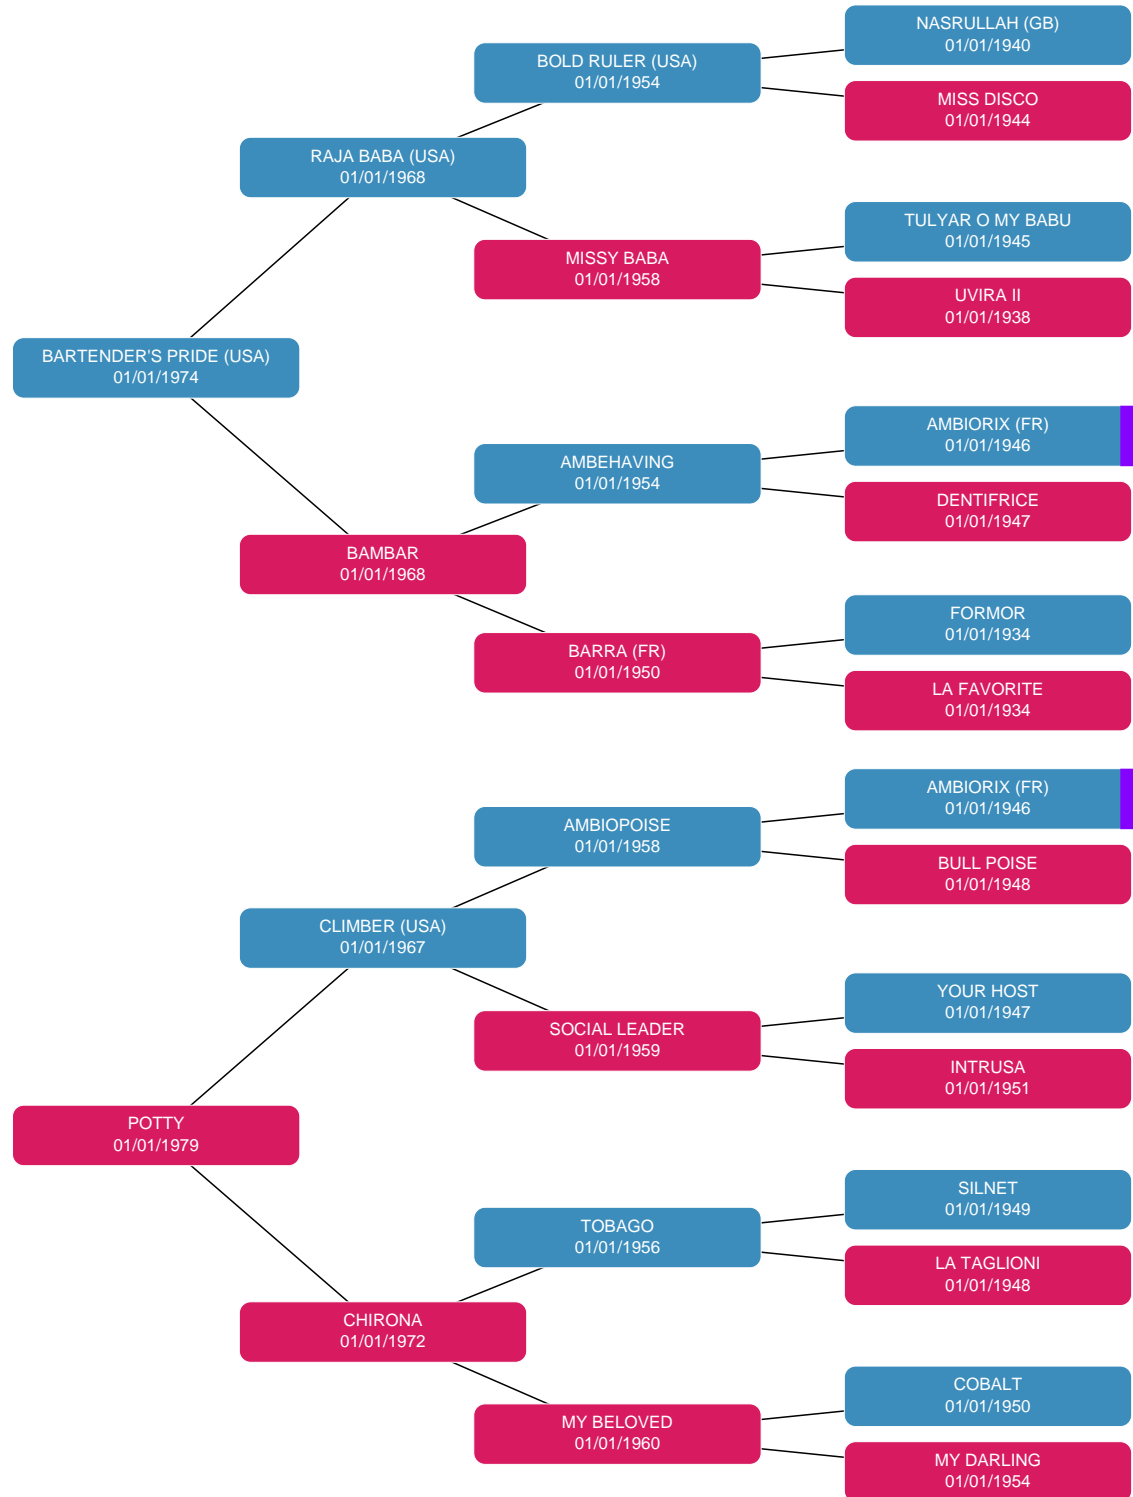 NASRULLAH (GB)
01/01/1940
BOLD RULER (USA)
01/01/1954
MISS DISCO
01/01/1944
RAJA BABA (USA)
01/01/1968
TULYAR O MY BABU
01/01/1945
MISSY BABA
01/01/1958
UVIRA II
01/01/1938
BARTENDER'S PRIDE (USA)
01/01/1974
AMBIORIX (FR)
01/01/1946
AMBEHAVING
01/01/1954
DENTIFRICE
01/01/1947
BAMBAR
01/01/1968
FORMOR
01/01/1934
BARRA (FR)
01/01/1950
LA FAVORITE
01/01/1934
AMBIORIX (FR)
01/01/1946
AMBIOPOISE
01/01/1958
BULL POISE
01/01/1948
CLIMBER (USA)
01/01/1967
YOUR HOST
01/01/1947
SOCIAL LEADER
01/01/1959
INTRUSA
01/01/1951
POTTY
01/01/1979
SILNET
01/01/1949
TOBAGO
01/01/1956
LA TAGLIONI
01/01/1948
CHIRONA
01/01/1972
COBALT
01/01/1950
MY BELOVED
01/01/1960
MY DARLING
01/01/1954